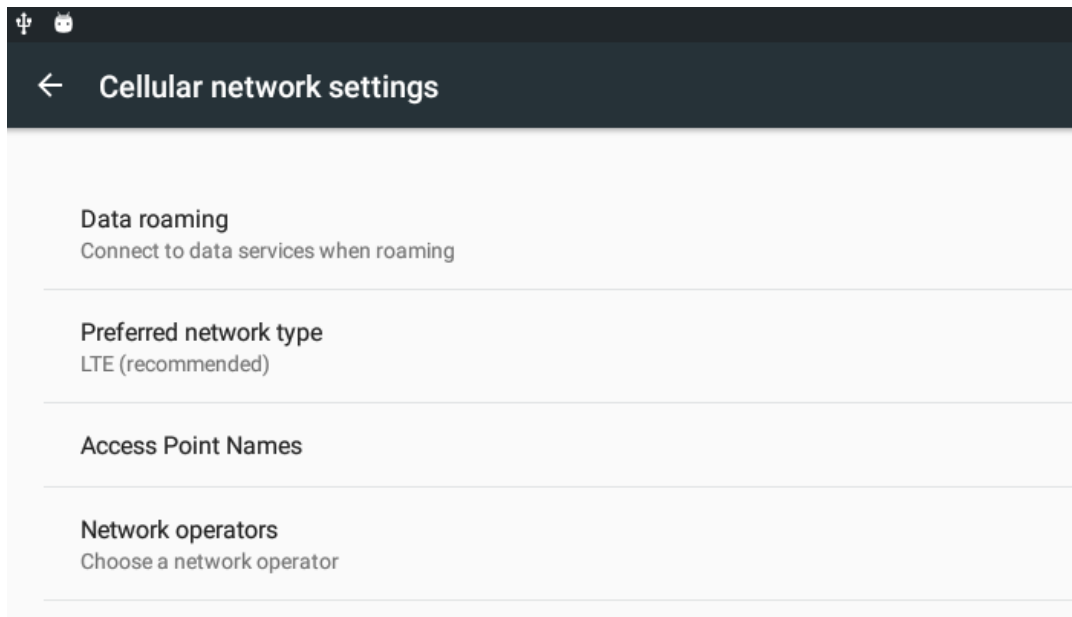 Cellular network settings
Data roaming
Connect to data services when roaming
Preferred network type
LTE (recommended)
Access Point Names
Network operators
Choose a network operator